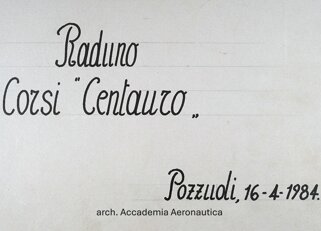 Raduno
Corsi "Centauro„
Pozzuoli, 16-4-1984.
arch. Accademia Aeronautica